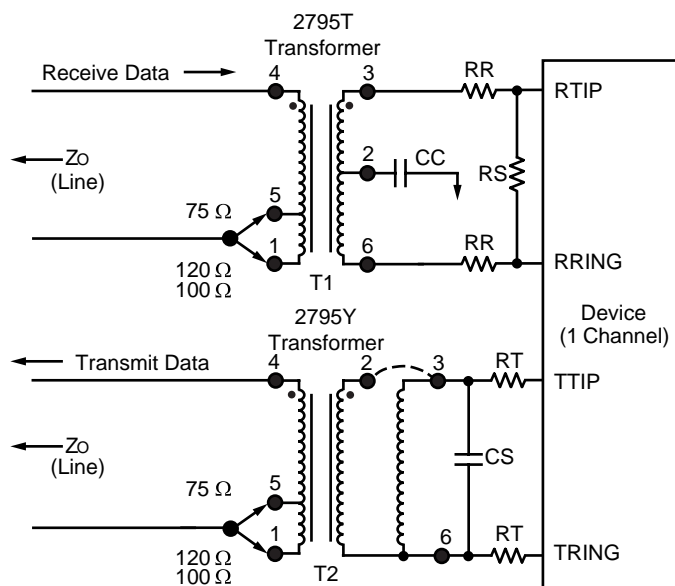 2795T
Transformer
Receive Data
4
3
RR
RTIP
ZO
(Line)
2
CC
RS
75 Ω
5
1
6
RR
RRING
120 Ω
100 Ω
T1
Device
(1 Channel)
2795Y
Transformer
Transmit Data
4
2
3
RT
TTIP
ZO
(Line)
CS
75 Ω
5
1
6
RT
TRING
120 Ω
100 Ω
T2